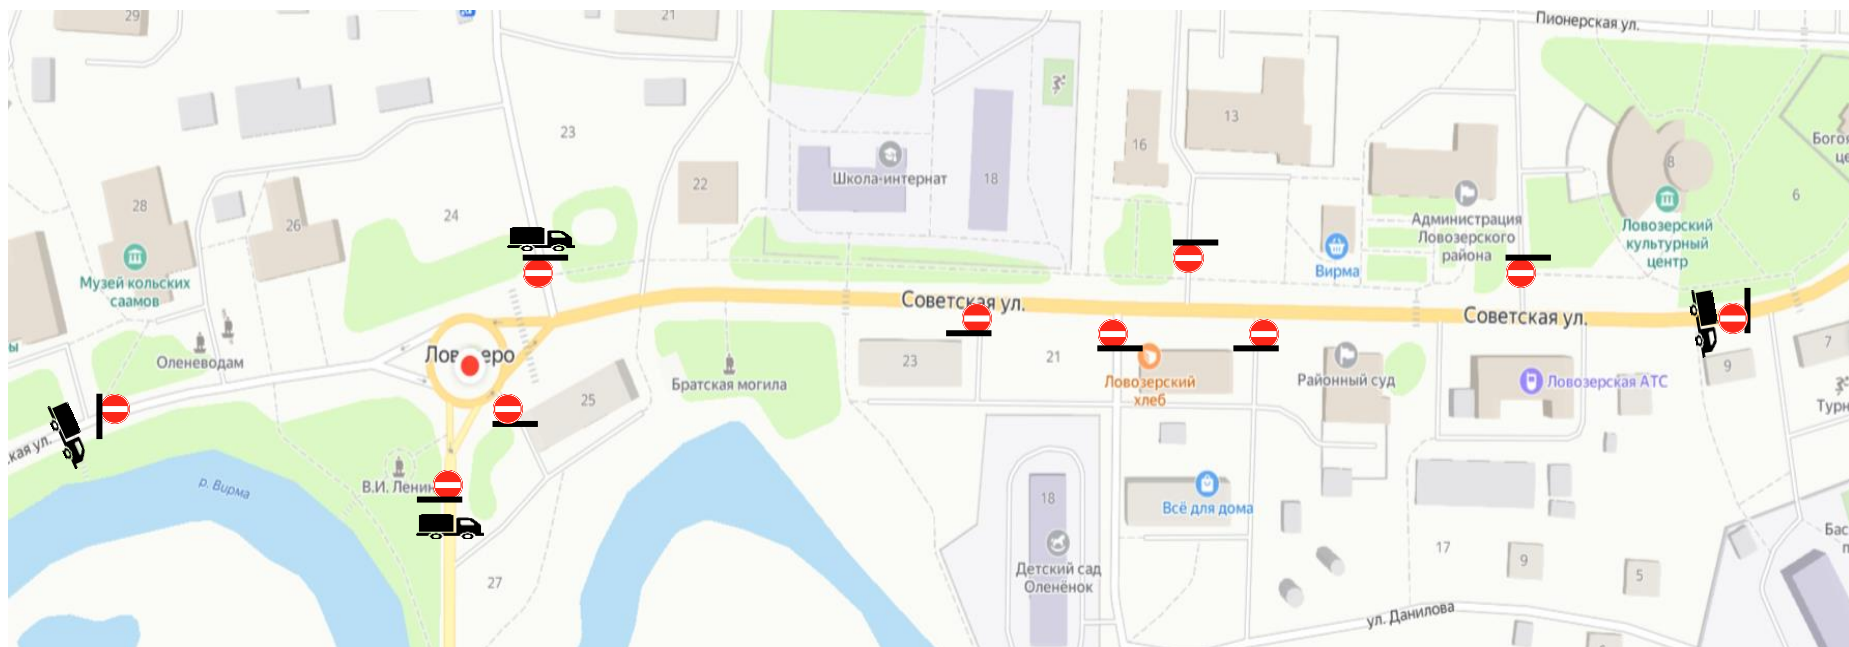 29
21
Пионерская ул.
23
13
16
Школа-интернат
18
22
8
6
28
26
24
Администрация
Ловозерского
района
Ловозерский
культурный
центр
Вирма
Музей кольских
саамов
Советская ул.
Советская ул.
Оленеводам
23
21
Районный суд
9
7
Братская могила
Ловозерский
хлеб
Ловозерская АТС
25
р. Вирма
18
Всё для дома
17
9
5
27
Детский сад
Оленёнок
ул. Данилова